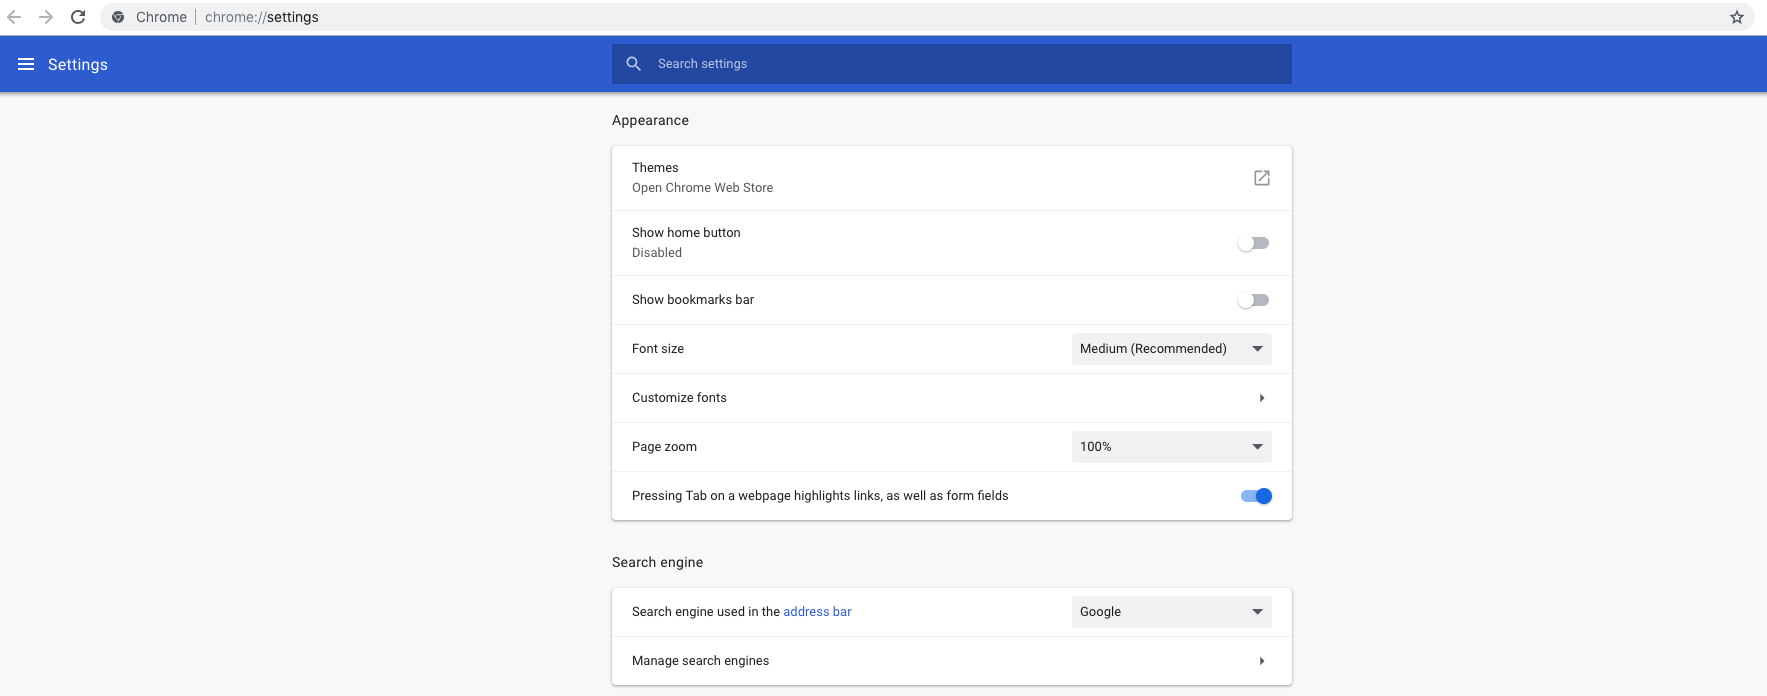 Chrome | chrome://settings
Settings
Search settings
Appearance
Themes
Open Chrome Web Store
Show home button
Disabled
Show bookmarks bar
Font size
Medium (Recommended)
Customize fonts
Page zoom
100%
Pressing Tab on a webpage highlights links, as well as form fields
Search engine
Search engine used in the address bar
Google
Manage search engines